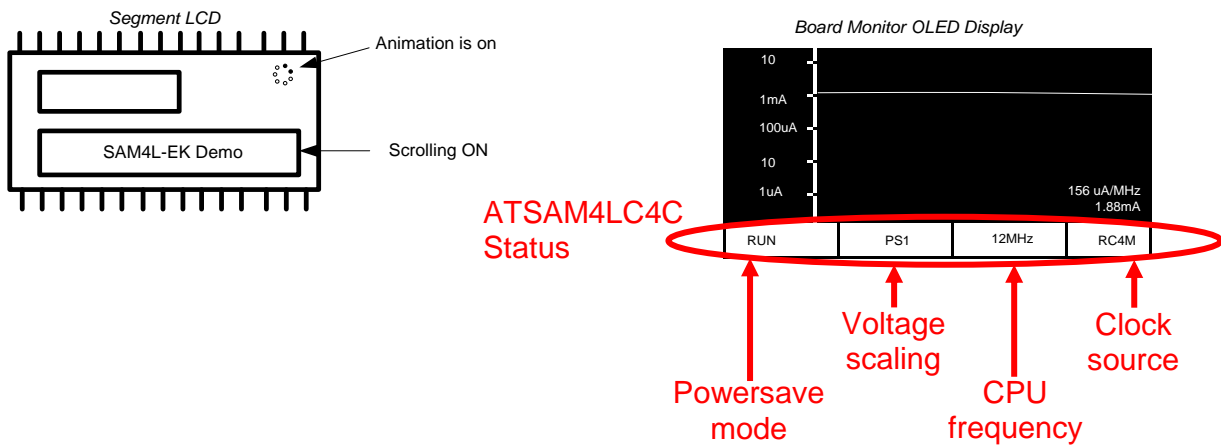 Segment LCD
Animation is on
SAM4L-EK Demo
Scrolling ON
Board Monitor OLED Display
10
1mA
100uA
10
1uA
156 uA/MHz
1.88mA
ATSAM4LC4C
Status
RUN
PS1
12MHz
RC4M
Voltage
scaling
Clock
source
Powersave
mode
CPU
frequency